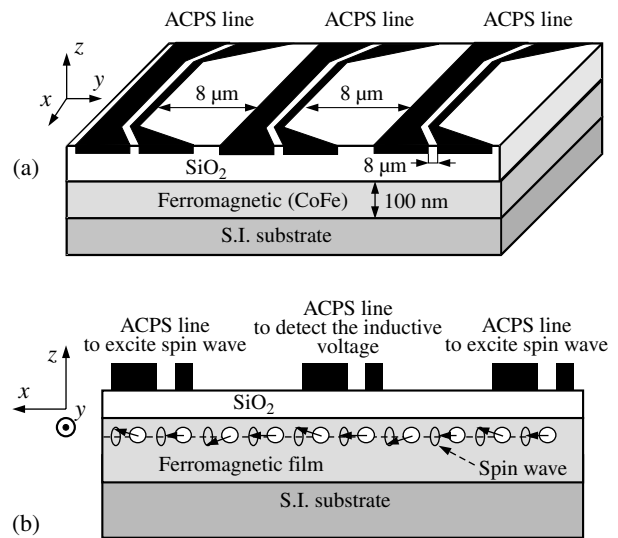 ACPS line ACPS line ACPS line
z
y
x
8 µm 8 µm
(a)
8 µm
SiO2
Ferromagnetic (CoFe)
100 nm
S.I. substrate
ACPS line
to excite spin wave
ACPS line
to detect the inductive
voltage
ACPS line
to excite spin wave
z
x
y
SiO2
Ferromagnetic film
Spin wave
S.I. substrate
(b)